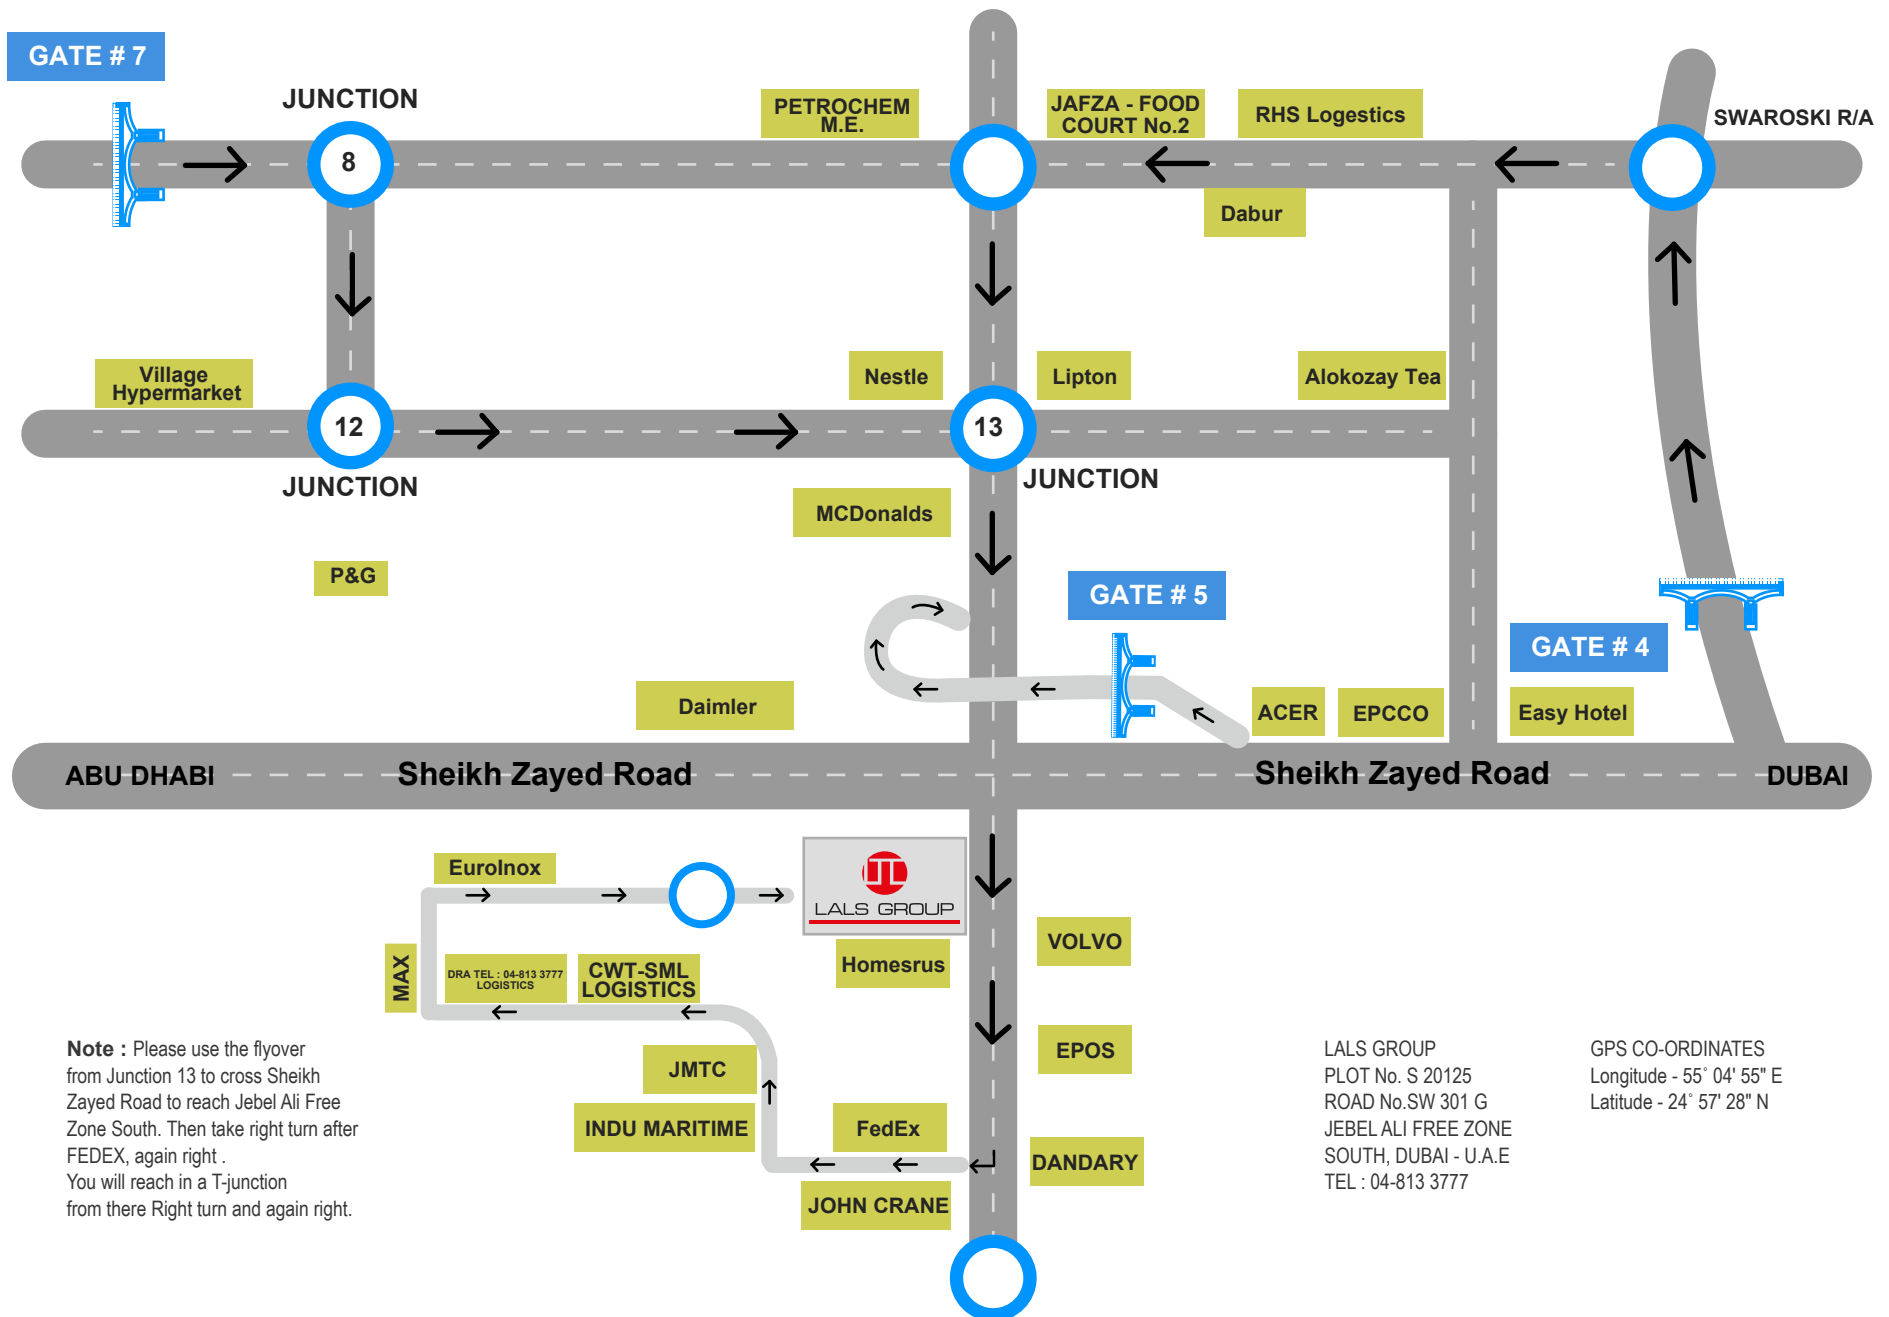 GATE # 7
JUNCTION
8
PETROCHEM
M.E.
JAFZA - FOOD
COURT No.2
RHS Logestics
SWAROSKI R/A
Dabur
Village
Hypermarket
Nestle
Lipton
Alokozay Tea
12
13
JUNCTION
JUNCTION
MCDonalds
P&G
GATE # 5
GATE # 4
Daimler
ACER
EPCCO
Easy Hotel
ABU DHABI
Sheikh Zayed Road
Sheikh Zayed Road
DUBAI
EuroInox
LALS GROUP
Homesrus
VOLVO
MAX
DRA TEL : 04-813 3777
LOGISTICS
CWT-SML
LOGISTICS
EPOS
JMTC
INDU MARITIME
FedEx
DANDARY
JOHN CRANE
Note : Please use the flyover
from Junction 13 to cross Sheikh
Zayed Road to reach Jebel Ali Free
Zone South. Then take right turn after
FEDEX, again right .
You will reach in a T-junction
from there Right turn and again right.
LALS GROUP
PLOT No. S 20125
ROAD No.SW 301 G
JEBEL ALI FREE ZONE
SOUTH, DUBAI - U.A.E
TEL : 04-813 3777
GPS CO-ORDINATES
Longitude - 55° 04' 55" E
Latitude - 24° 57' 28" N